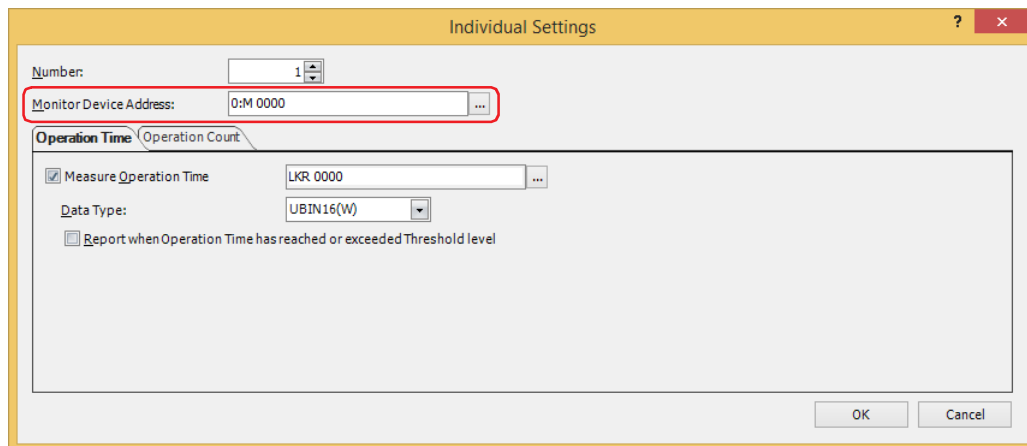 Individual Settings
? ×
Number: 1
Monitor Device Address: 0:M 0000 ...
Operation Time Operation Count
Measure Operation Time LKR 0000 ...
Data Type: UBIN16(W)
Report when Operation Time has reached or exceeded Threshold level
OK Cancel